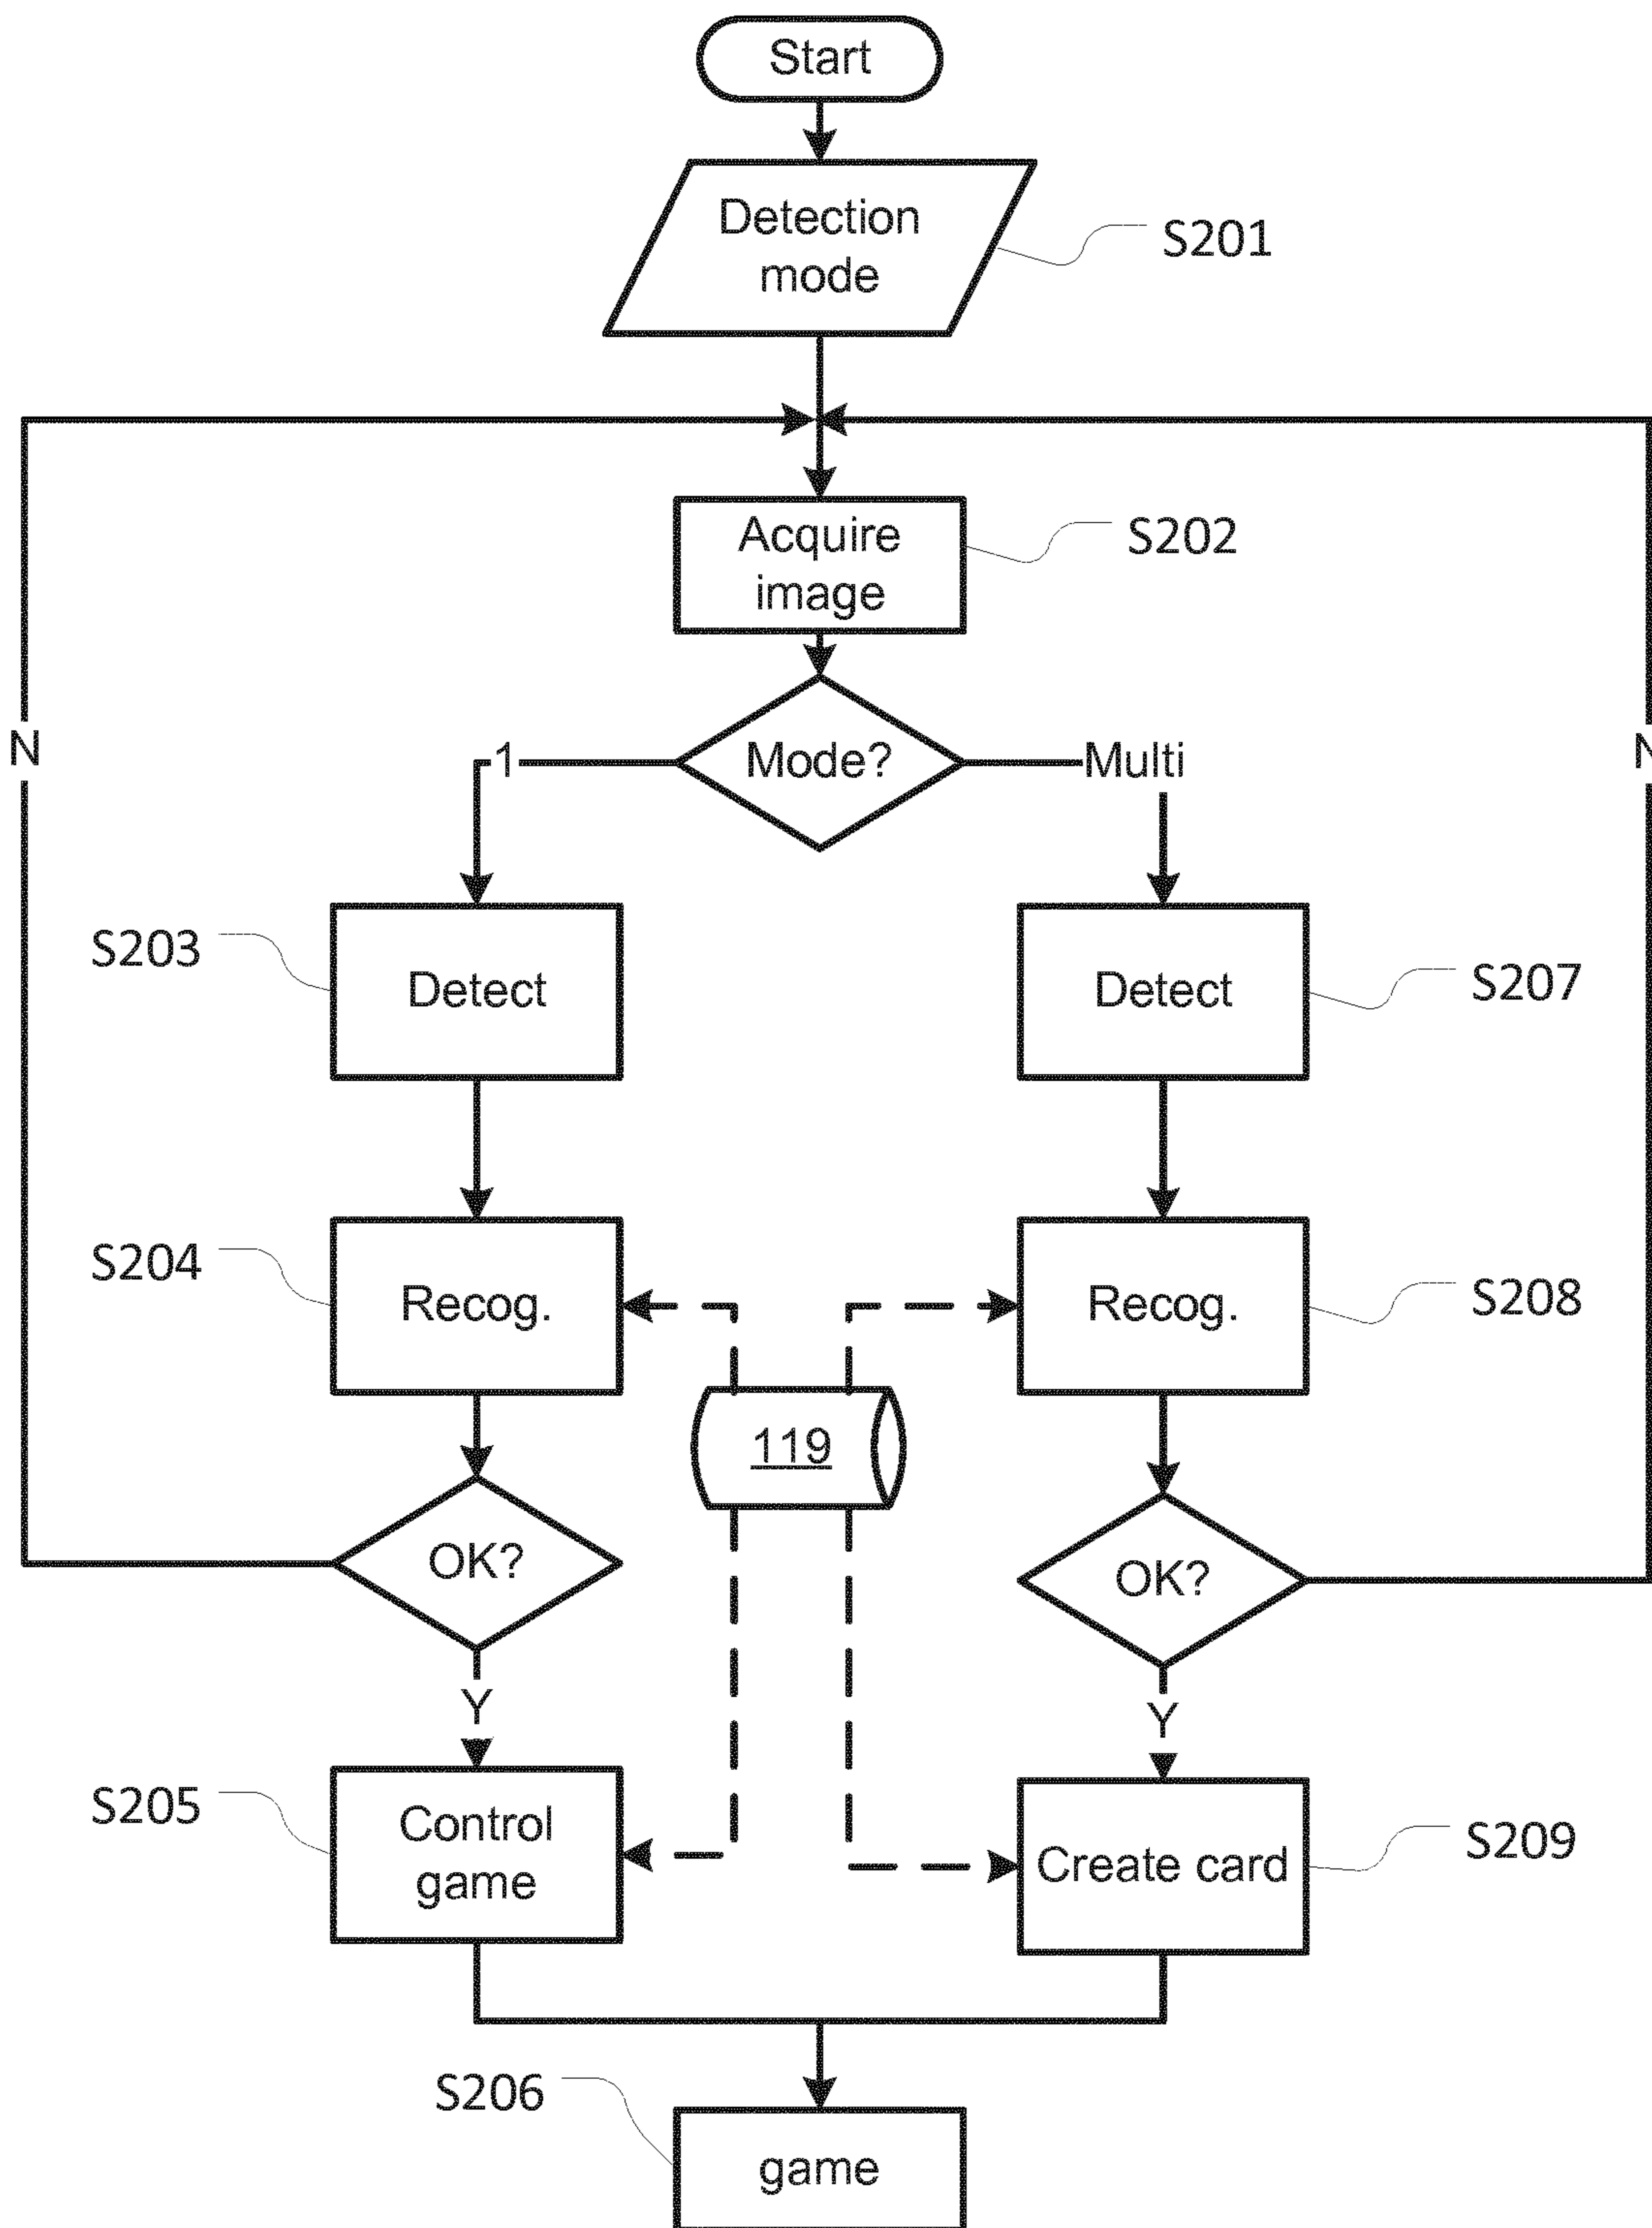 Start
Detection
mode
S201
Acquire
image
S202
N
1
Mode?
Multi
N
S203
Detect
Detect
S207
S204
Recog.
Recog.
S208
119
OK?
OK?
Y
Y
S205
Control
game
Create card
S209
S206
game